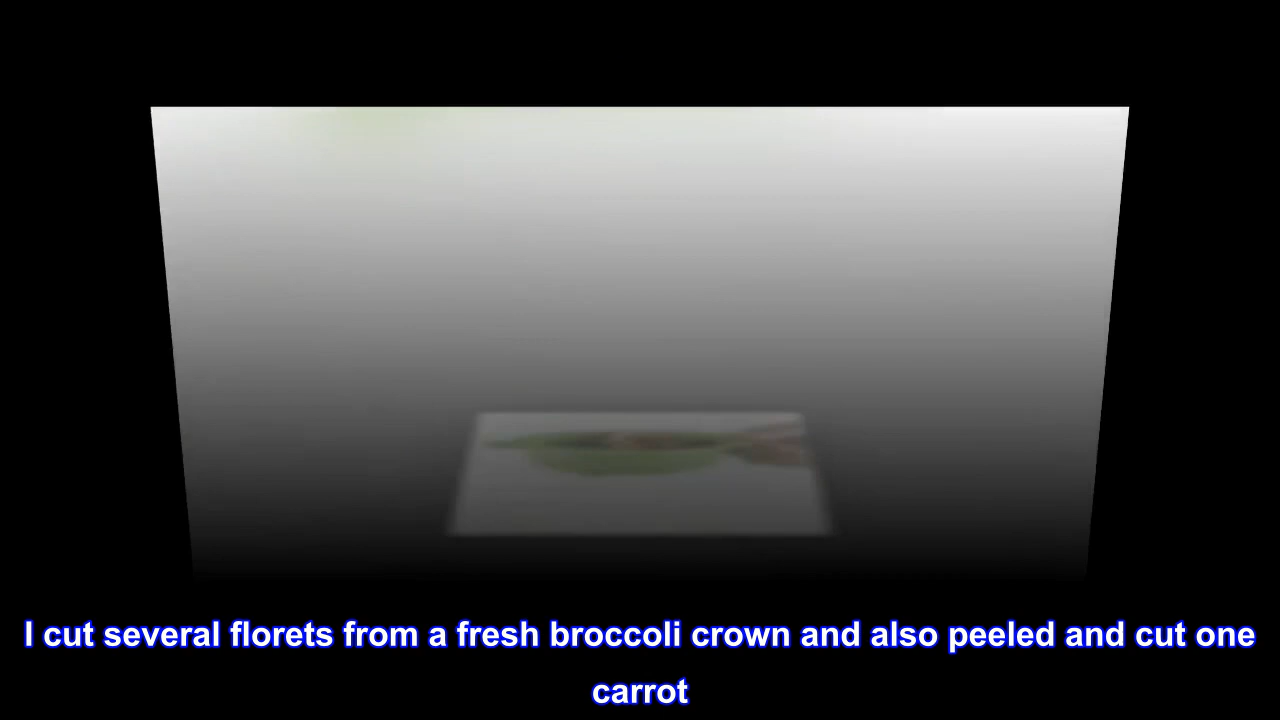 I cut several florets from a fresh broccoli crown and also peeled and cut one
carrot